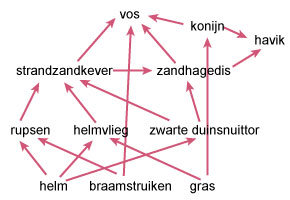 vos
konijn
havik
strandzandkever
zandhagedis
rupsen
helmvlieg
zwarte duinsnuittor
helm
braamstruiken
gras